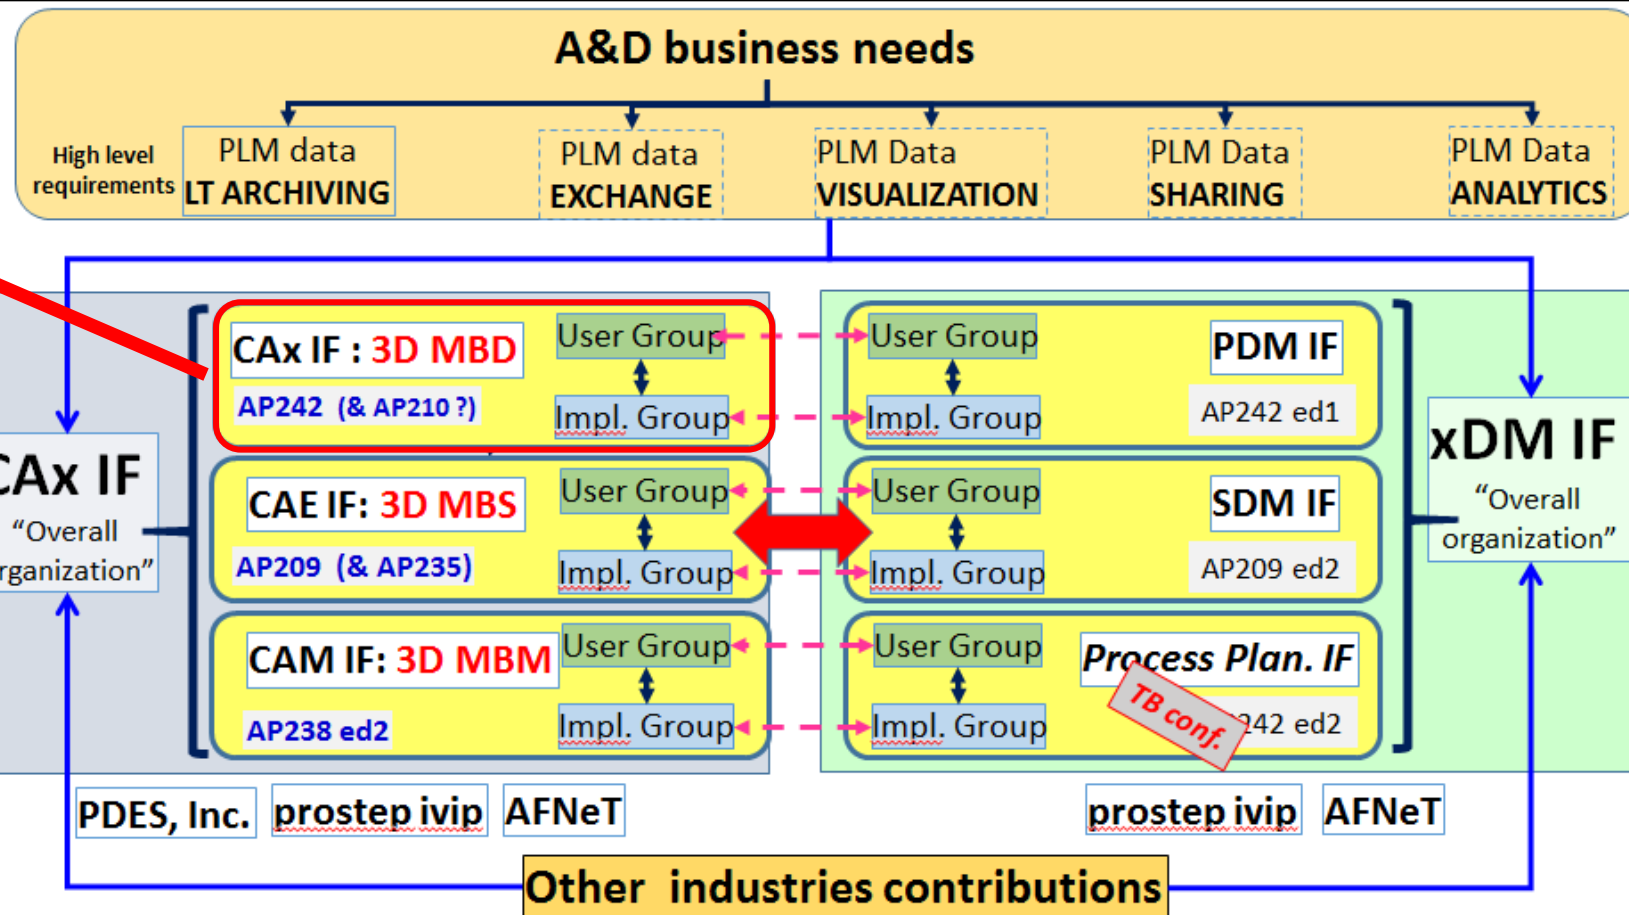 A&D business needs
High level
requirements
PLM data
LT ARCHIVING
PLM data
EXCHANGE
PLM Data
VISUALIZATION
PLM Data
SHARING
PLM Data
ANALYTICS
CAx IF
“Overall
organization”
CAx IF : 3D MBD
AP242 (& AP210 ?)
User Group
Impl. Group
CAE IF: 3D MBS
AP209 (& AP235)
User Group
Impl. Group
CAM IF: 3D MBM
AP238 ed2
User Group
Impl. Group
User Group
Impl. Group
PDM IF
AP242 ed1
User Group
Impl. Group
SDM IF
AP209 ed2
User Group
Impl. Group
Process Plan. IF
TB conf.
242 ed2
xDM IF
“Overall
organization”
PDES, Inc.
prostep ivip
AFNeT
prostep ivip
AFNeT
Other industries contributions